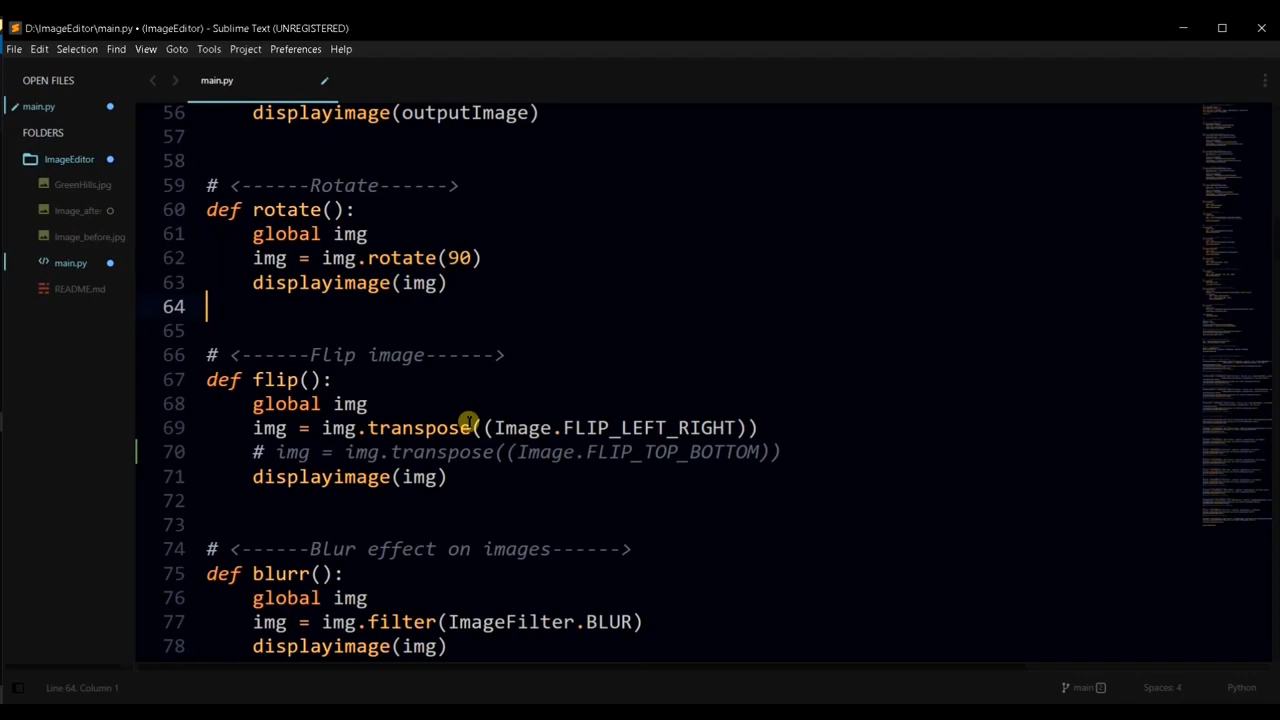 D:\ImageEditor\main.py • (ImageEditor) - Sublime Text (UNREGISTERED)
File Edit Selection Find View Goto Tools Project Preferences Help
OPEN FILES
main.py
FOLDERS
ImageEditor
GreenHills.jpg
Image_afte
Image_before.jpg
main.py
README.md
main.py
56 displayimage(outputImage)
57
58
59 # <------Rotate------>
60 def rotate():
61 global img
62 img = img.rotate(90)
63 displayimage(img)
64
65
66 # <------Flip image------>
67 def flip():
68 global img
69 img = img.transpose((Image.FLIP_LEFT_RIGHT))
70 # img = img.transpose((Image.FLIP_TOP_BOTTOM))
71 displayimage(img)
72
73
74 # <------Blur effect on images------>
75 def blurr():
76 global img
77 img = img.filter(ImageFilter.BLUR)
78 displayimage(img)
Line 64, Column 1
main 2
Spaces: 4
Python